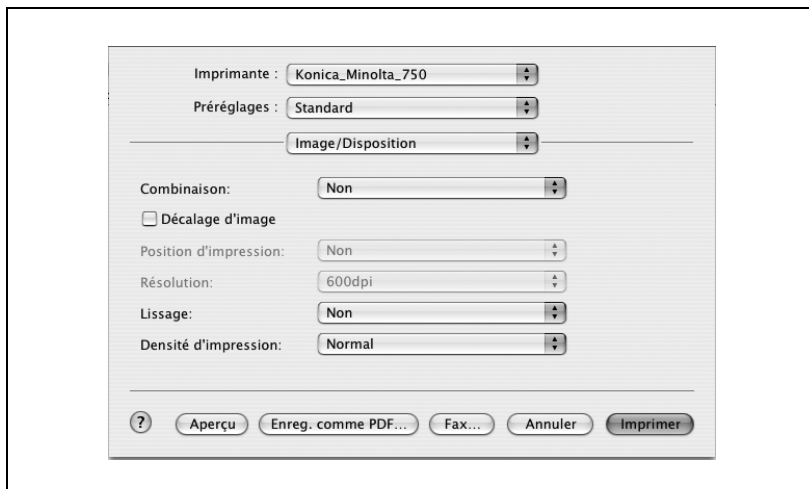 Imprimante : Konica_Minolta_750
Préréglages : Standard
Image/Disposition
Combinaison: Non
Décalage d'image
Position d'impression: Non
Résolution: 600dpi
Lissage: Non
Densité d'impression: Normal
? Aperçu Enreg. comme PDF... Fax... Annuler Imprimer